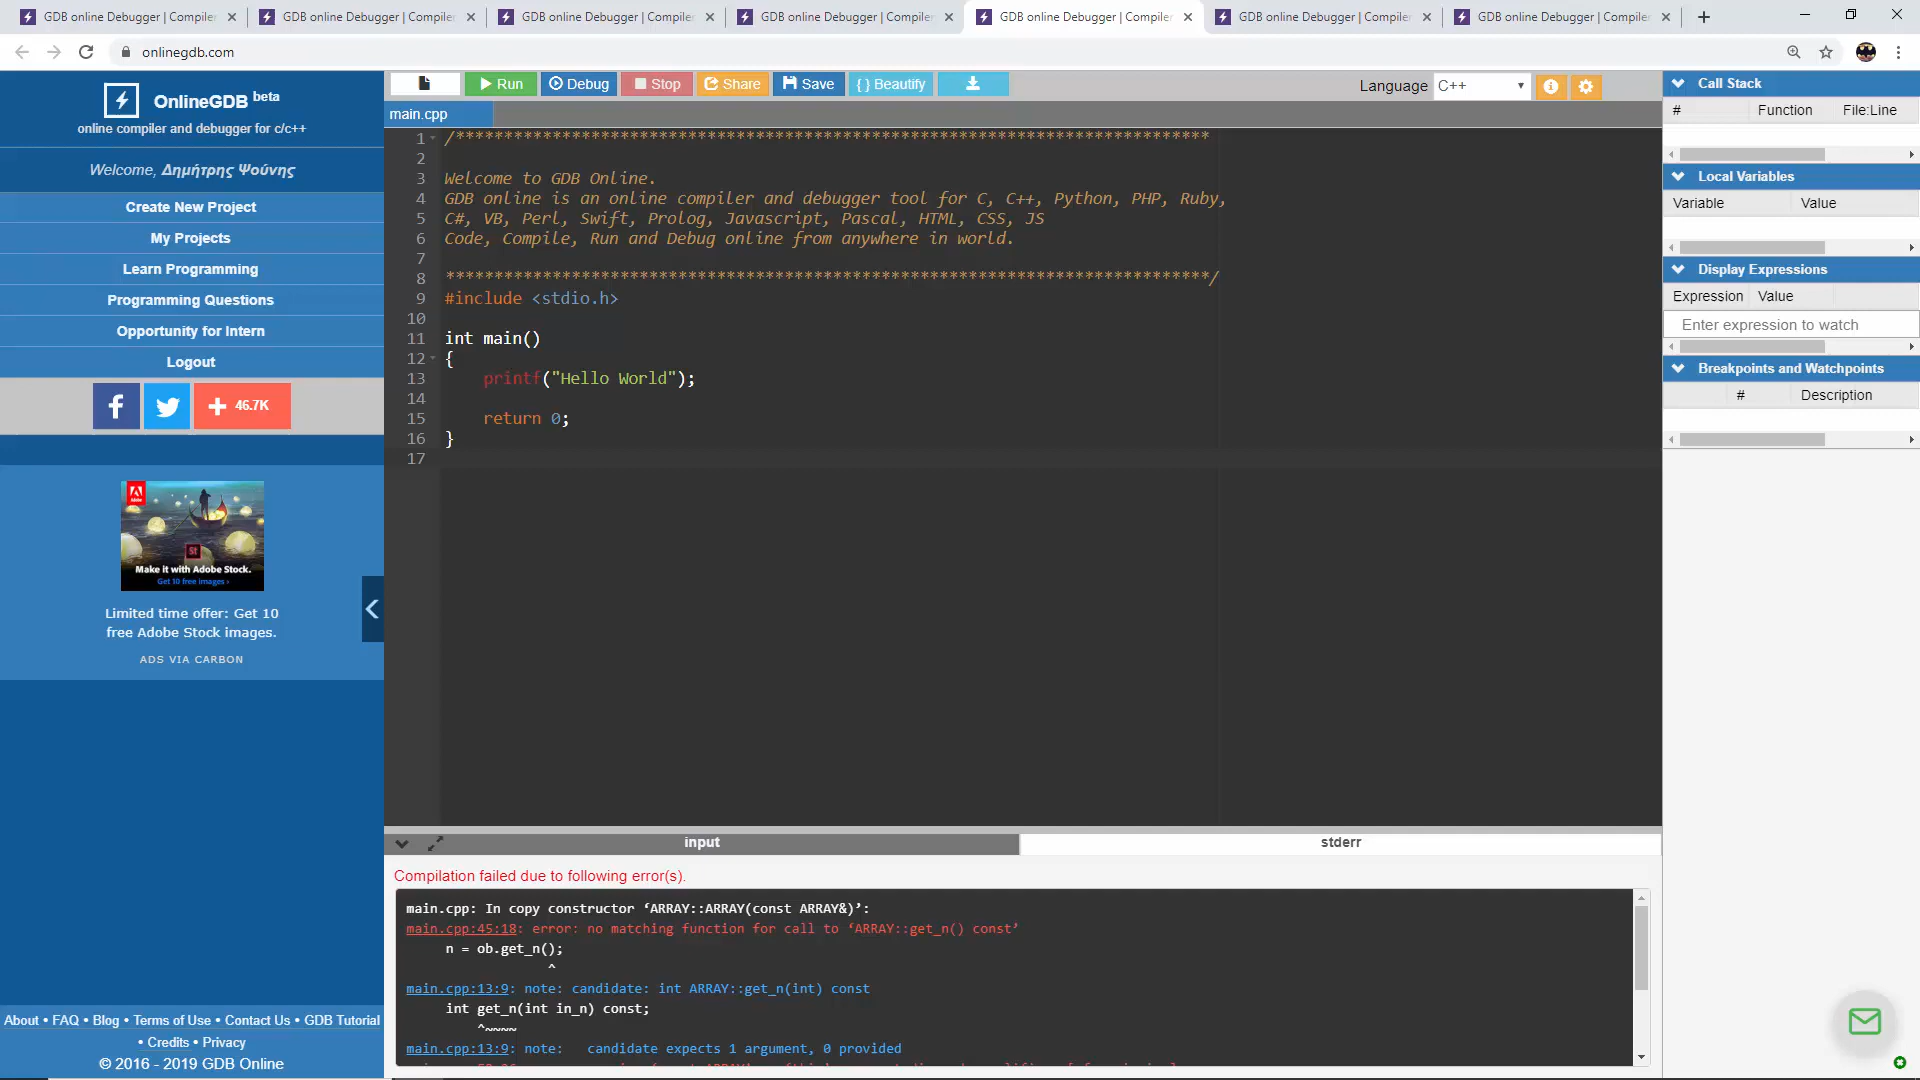 GDB online Debugger | Compiler
GDB online Debugger | Compiler
GDB online Debugger | Compiler
GDB online Debugger | Compiler
GDB online Debugger | Compiler
GDB online Debugger | Compiler
GDB online Debugger | Compiler
onlinegdb.com
OnlineGDB beta
online compiler and debugger for c/c++
Welcome, Δημήτρης Ψούνης
Create New Project
My Projects
Learn Programming
Programming Questions
Opportunity for Intern
Logout
46.7K
Make it with Adobe Stock.
Get 10 free images ›
Limited time offer: Get 10
free Adobe Stock images.
ADS VIA CARBON
About • FAQ • Blog • Terms of Use • Contact Us • GDB Tutorial
• Credits • Privacy
© 2016 - 2019 GDB Online
Run Debug Stop Share Save { } Beautify
Language C++
main.cpp
1 /******************************************************************************
2
3 Welcome to GDB Online.
4 GDB online is an online compiler and debugger tool for C, C++, Python, PHP, Ruby,
5 C#, VB, Perl, Swift, Prolog, Javascript, Pascal, HTML, CSS, JS
6 Code, Compile, Run and Debug online from anywhere in world.
7
8 *******************************************************************************/
9 #include <stdio.h>
10
11 int main()
12 {
13 printf("Hello World");
14
15 return 0;
16 }
17
input stderr
Compilation failed due to following error(s).
main.cpp: In copy constructor ‘ARRAY::ARRAY(const ARRAY&)’:
main.cpp:45:18: error: no matching function for call to ‘ARRAY::get_n() const’
n = ob.get_n();
^
main.cpp:13:9: note: candidate: int ARRAY::get_n(int) const
int get_n(int in_n) const;
^~~~~
main.cpp:13:9: note: candidate expects 1 argument, 0 provided
Call Stack
# Function File:Line
Local Variables
Variable Value
Display Expressions
Expression Value
Enter expression to watch
Breakpoints and Watchpoints
# Description